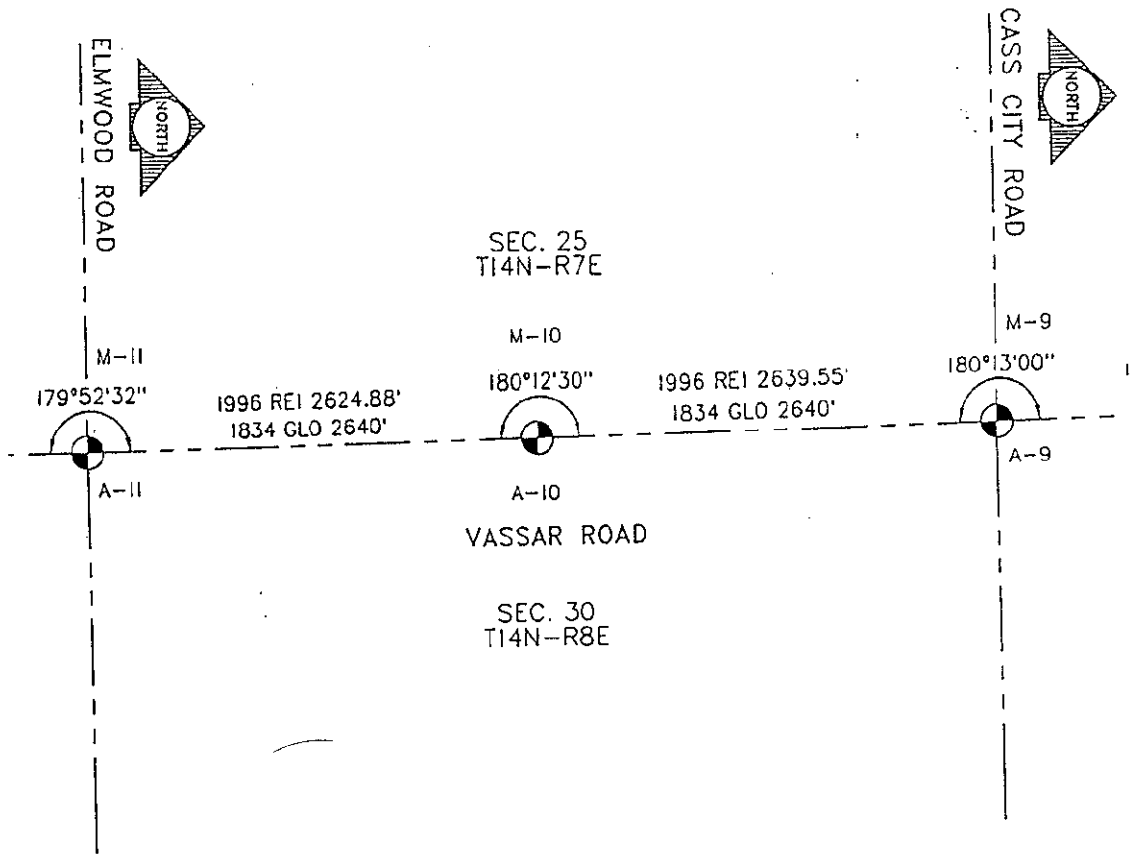 ELMWOOD ROAD
NORTH
CASS CITY ROAD
NORTH
SEC. 25
T14N-R7E
M-11
M-10
M-9
179°52'32"
1996 REI 2624.88'
1834 GLO 2640'
180°12'30"
1996 REI 2639.55'
1834 GLO 2640'
180°13'00"
A-11
A-10
A-9
VASSAR ROAD
SEC. 30
T14N-R8E